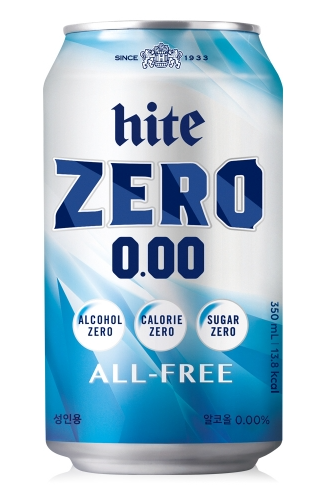 SINCE 1933
hite
ZERO
0.00
ALCOHOL ZERO
CALORIE ZERO
SUGAR ZERO
ALL-FREE
350 mL | 13.8 kcal
성인용
알코올 0.00%